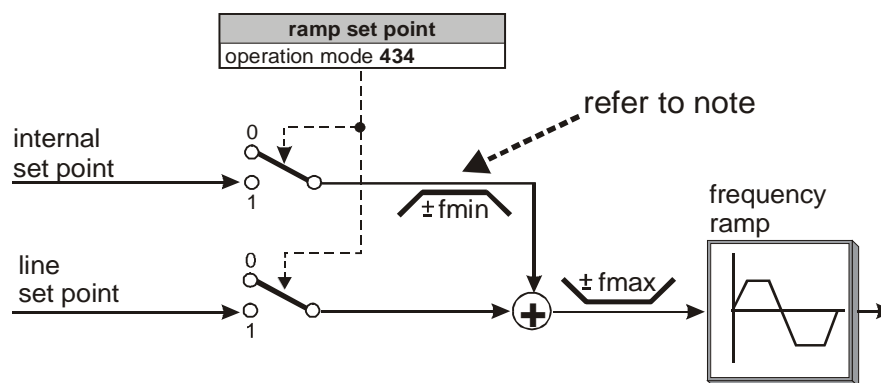 ramp set point
operation mode 434
refer to note
internal
set point
0
1
± fmin
frequency
ramp
line
set point
0
1
± fmax
+